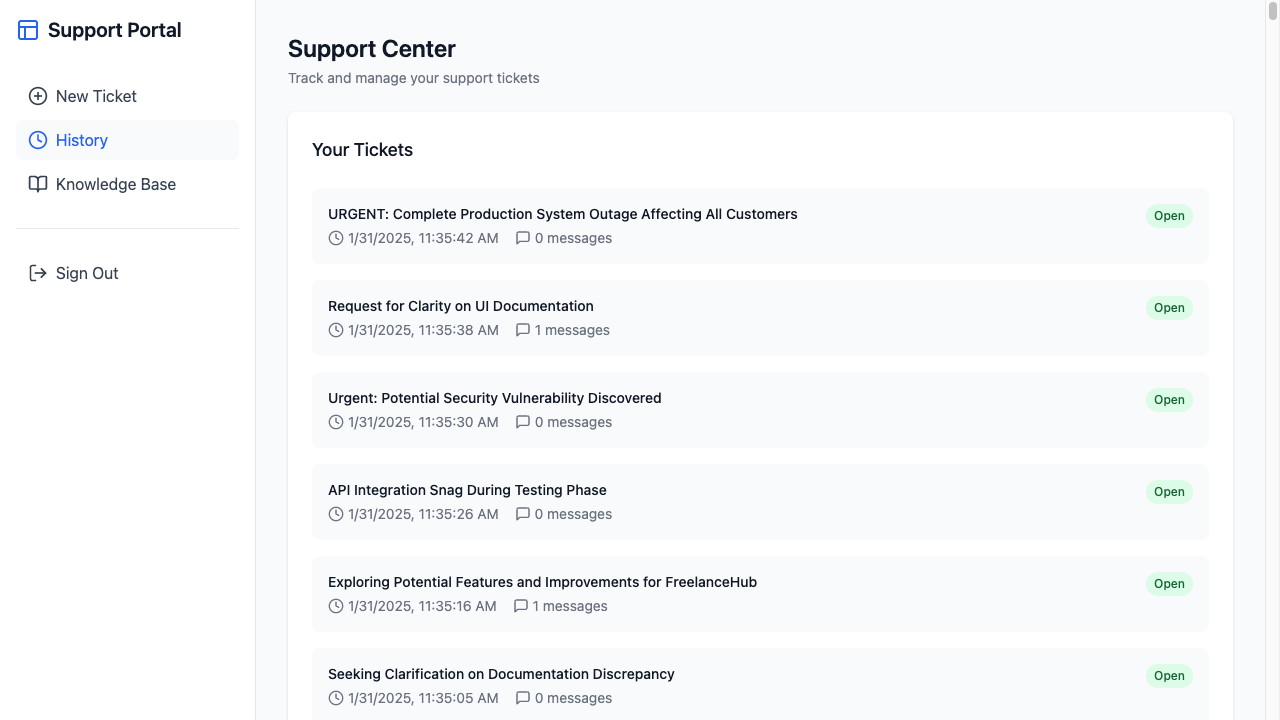 Support Portal
New Ticket
History
Knowledge Base
Sign Out
Support Center
Track and manage your support tickets
Your Tickets
URGENT: Complete Production System Outage Affecting All Customers
Open
1/31/2025, 11:35:42 AM 0 messages
Request for Clarity on UI Documentation
Open
1/31/2025, 11:35:38 AM 1 messages
Urgent: Potential Security Vulnerability Discovered
Open
1/31/2025, 11:35:30 AM 0 messages
API Integration Snag During Testing Phase
Open
1/31/2025, 11:35:26 AM 0 messages
Exploring Potential Features and Improvements for FreelanceHub
Open
1/31/2025, 11:35:16 AM 1 messages
Seeking Clarification on Documentation Discrepancy
Open
1/31/2025, 11:35:05 AM 0 messages